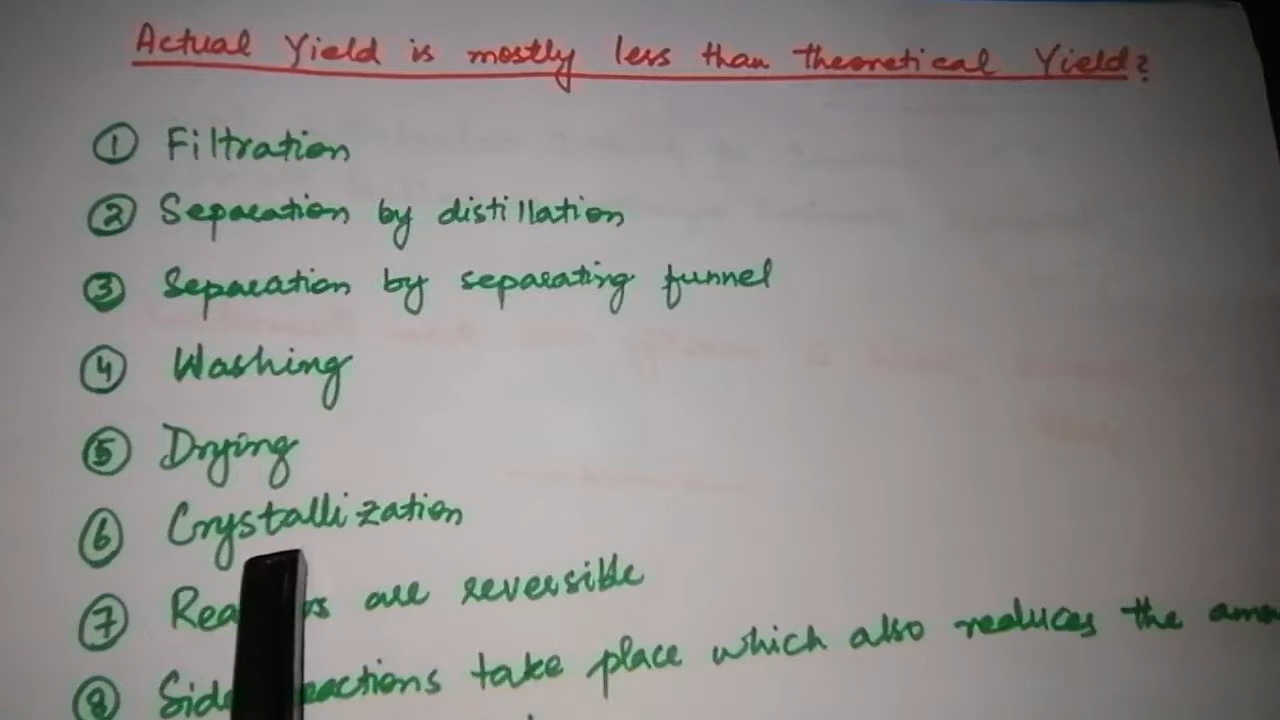 Actual Yield is mostly less than theoretical Yield?
① Filtration
② Separation by distillation
③ Separation by separating funnel
④ Washing
⑤ Drying
⑥ Crystallization
⑦ are reversible
⑧ take place which also reduces the